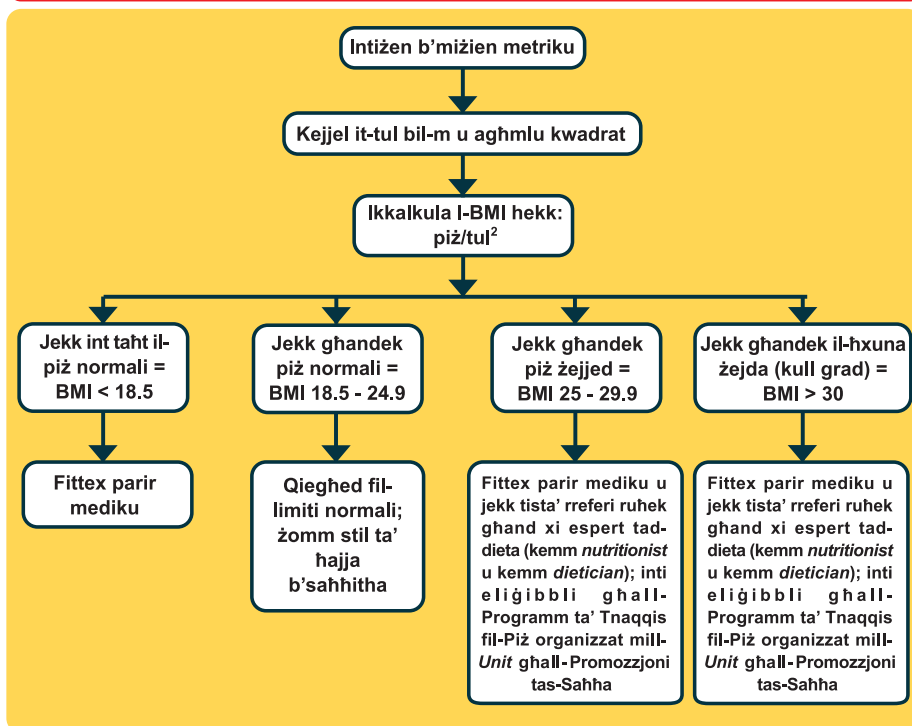 Intiżen b'miżien metriku
Kejjel it-tul bil-m u agħmlu kwadrat
Ikkalkula l-BMI hekk:
piż/tul²
Jekk int taħt il-
piż normali =
BMI < 18.5
Jekk għandek
piż normali =
BMI 18.5 - 24.9
Jekk għandek
piż żejjed =
BMI 25 - 29.9
Jekk għandek il-ħxuna
żejda (kull grad) =
BMI > 30
Fittex parir
mediku
Qiegħed fil-
limiti normali;
żomm stil ta'
ħajja
b'saħħitha
Fittex parir mediku u
jekk tista' rreferi ruħek
għand xi espert tad-
dieta (kemm nutritionist
u kemm dietician); inti
eliġibbli għall-
Programm ta' Tnaqqis
fil-Piż organizzat mill-
Unit għall-Promozzjoni
tas-Saħħa
Fittex parir mediku u
jekk tista' rreferi ruħek
għand xi espert tad-
dieta (kemm nutritionist
u kemm dietician); inti
eliġibbli għall-
Programm ta' Tnaqqis
fil-Piż organizzat mill-
Unit għall-Promozzjoni
tas-Saħħa